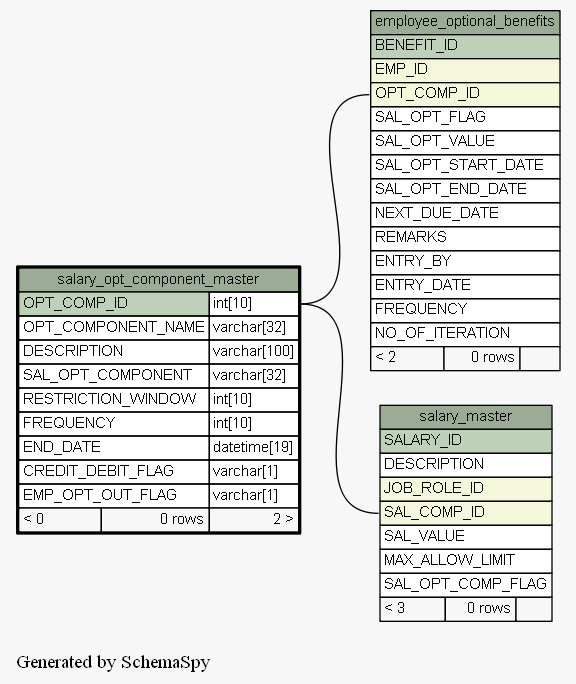 employee_optional_benefits
BENEFIT_ID
EMP_ID
OPT_COMP_ID
SAL_OPT_FLAG
SAL_OPT_VALUE
SAL_OPT_START_DATE
SAL_OPT_END_DATE
NEXT_DUE_DATE
REMARKS
ENTRY_BY
ENTRY_DATE
FREQUENCY
NO_OF_ITERATION
< 2 0 rows
salary_opt_component_master
OPT_COMP_ID int[10]
OPT_COMPONENT_NAME varchar[32]
DESCRIPTION varchar[100]
SAL_OPT_COMPONENT varchar[32]
RESTRICTION_WINDOW int[10]
FREQUENCY int[10]
END_DATE datetime[19]
CREDIT_DEBIT_FLAG varchar[1]
EMP_OPT_OUT_FLAG varchar[1]
< 0 0 rows 2 >
salary_master
SALARY_ID
DESCRIPTION
JOB_ROLE_ID
SAL_COMP_ID
SAL_VALUE
MAX_ALLOW_LIMIT
SAL_OPT_COMP_FLAG
< 3 0 rows
Generated by SchemaSpy